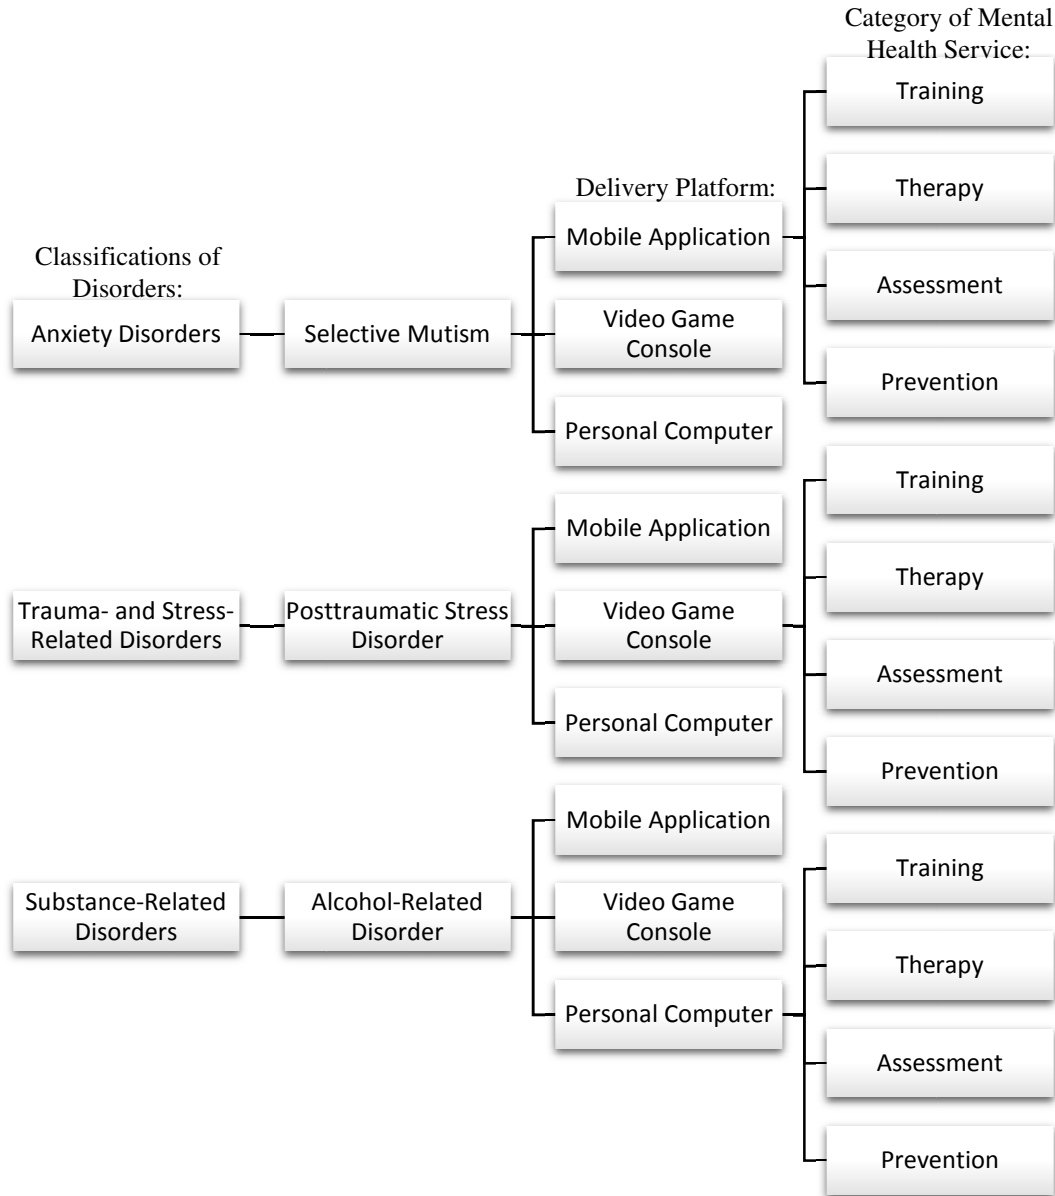 Category of Mental
Health Service:
Training
Therapy
Delivery Platform:
Mobile Application
Assessment
Classifications of
Disorders:
Anxiety Disorders
Selective Mutism
Video Game
Console
Prevention
Personal Computer
Training
Mobile Application
Therapy
Trauma- and Stress-
Related Disorders
Posttraumatic Stress
Disorder
Video Game
Console
Assessment
Personal Computer
Prevention
Mobile Application
Training
Substance-Related
Disorders
Alcohol-Related
Disorder
Video Game
Console
Therapy
Personal Computer
Assessment
Prevention